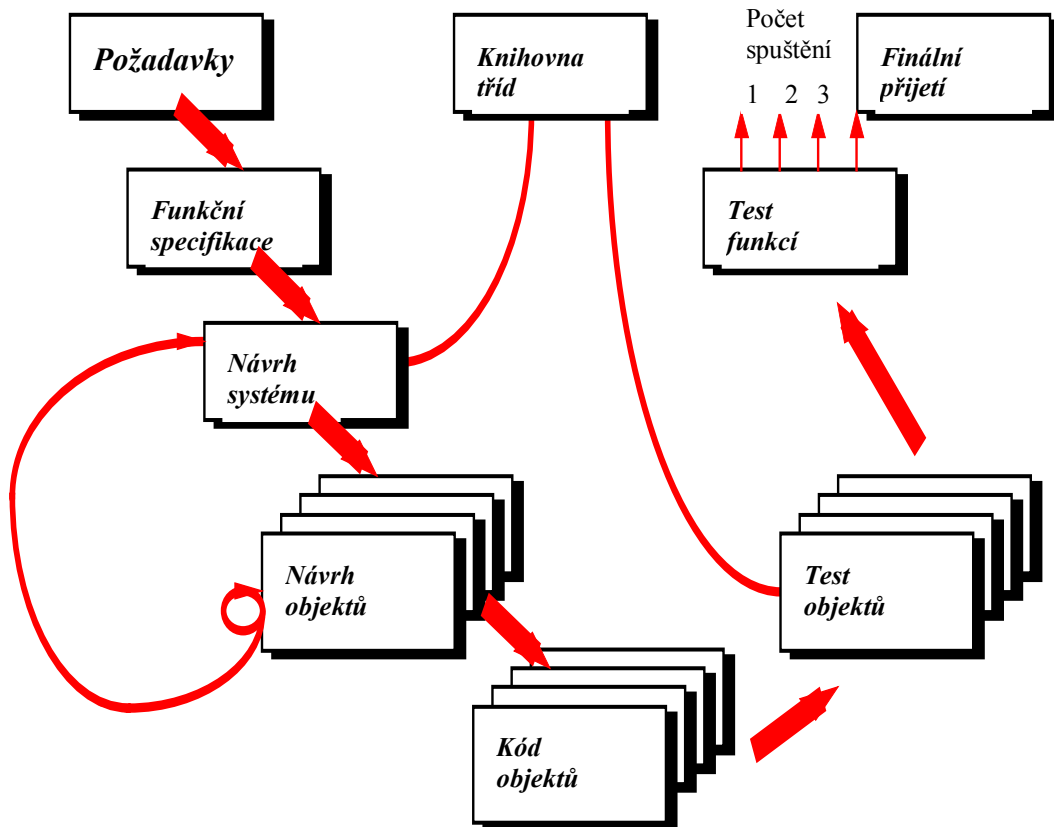 Požadavky
Knihovna
tříd
Počet
spuštění
1 2 3
Finální
přijetí
Funkční
specifikace
Test
funkcí
Návrh
systému
Návrh
objektů
Test
objektů
Kód
objektů